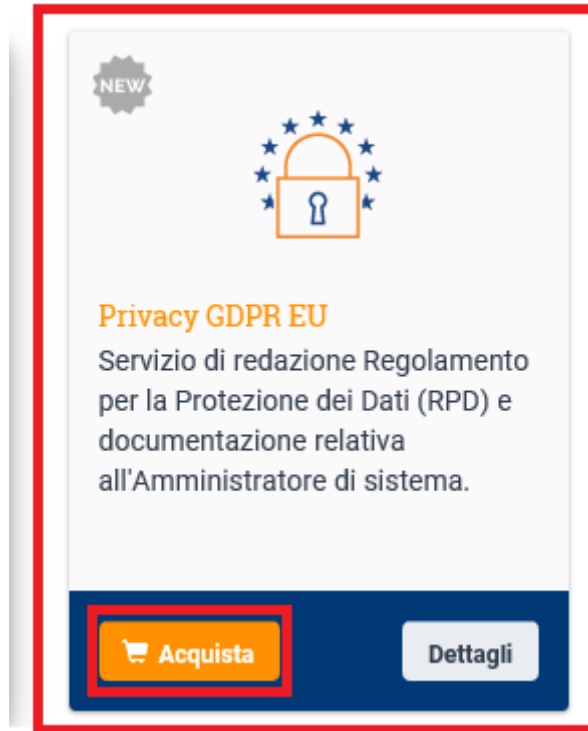 NEW
Privacy GDPR EU
Servizio di redazione Regolamento
per la Protezione dei Dati (RPD) e
documentazione relativa
all'Amministratore di sistema.
Acquista
Dettagli